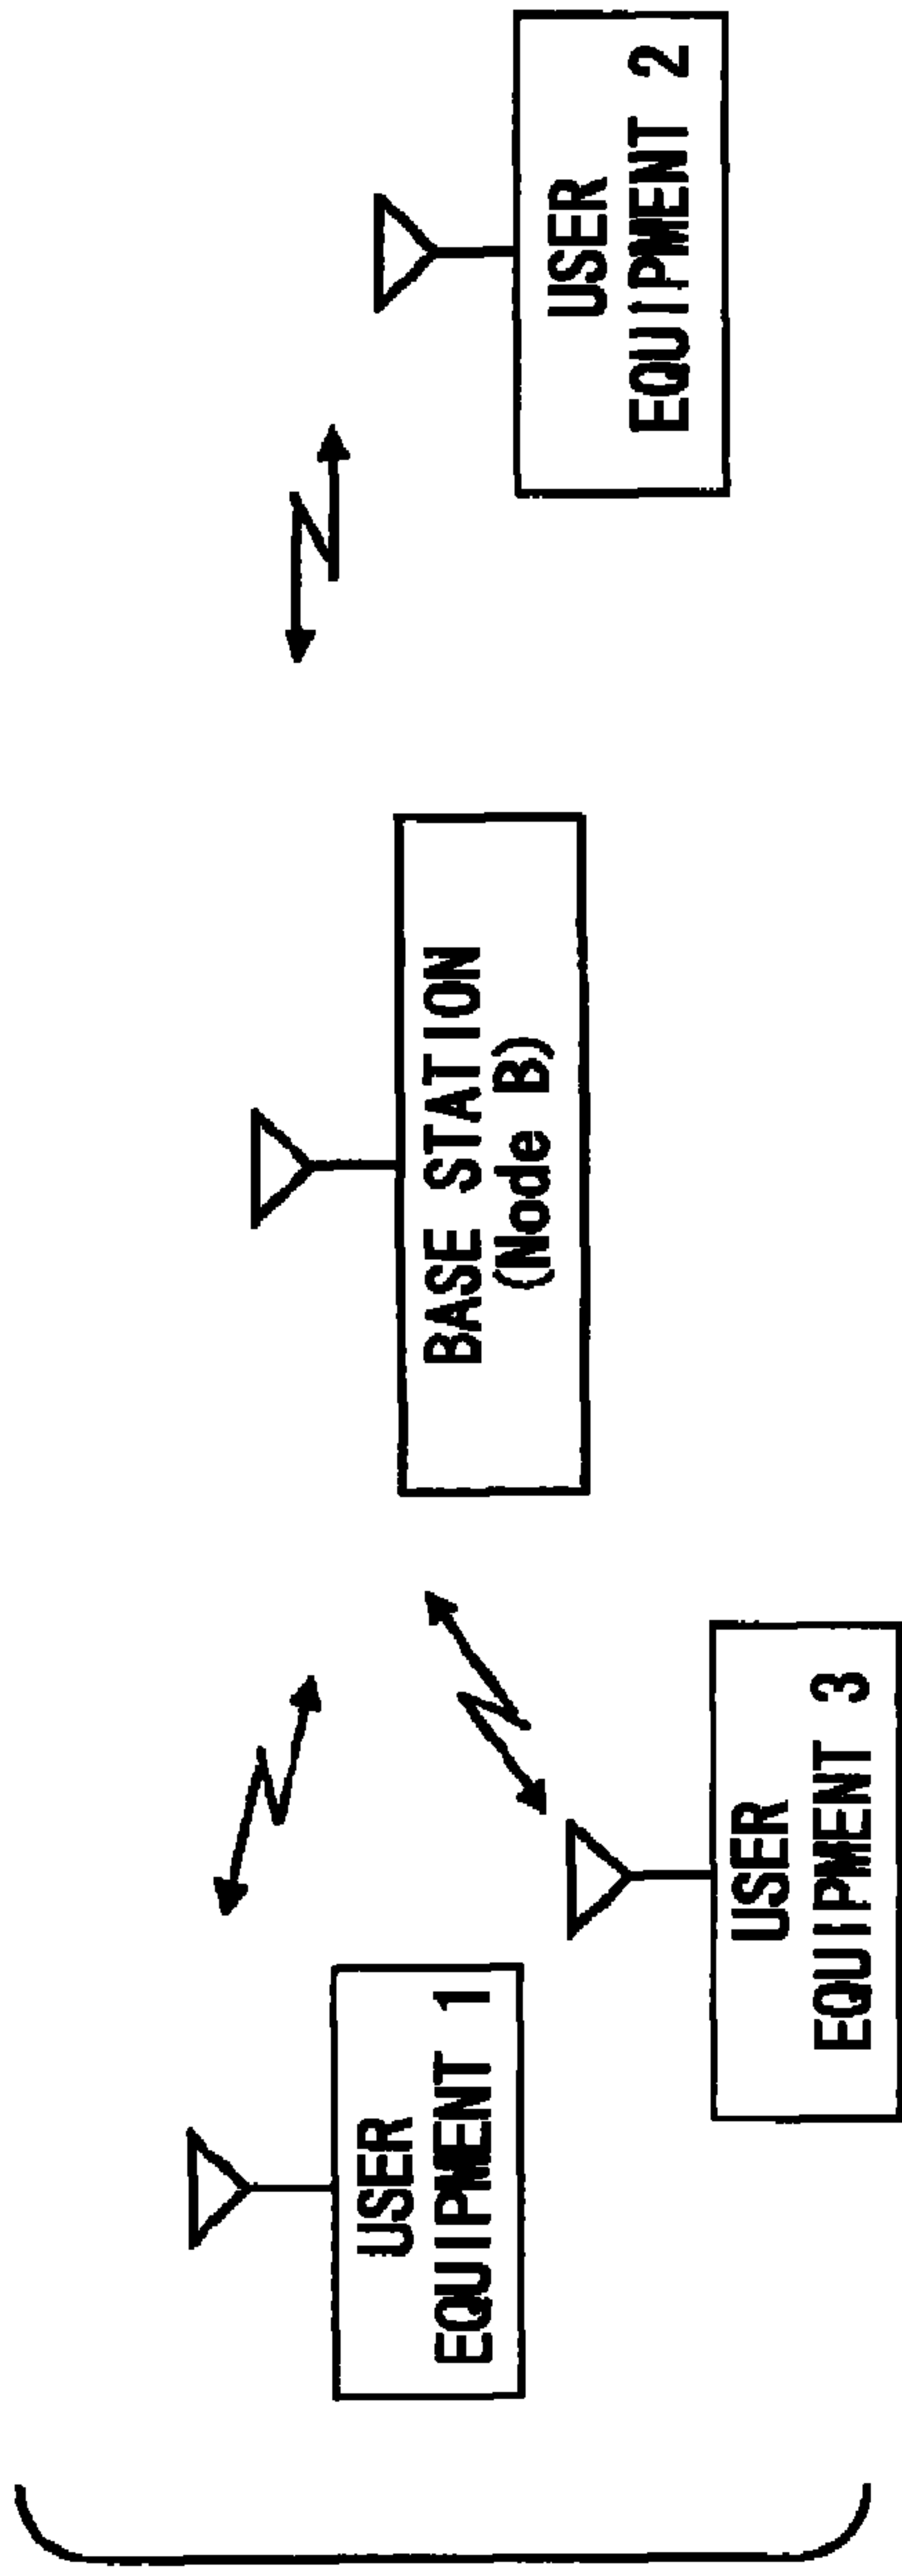 USER
EQUIPMENT 1
USER
EQUIPMENT 3
BASE STATION
(Node B)
USER
EQUIPMENT 2